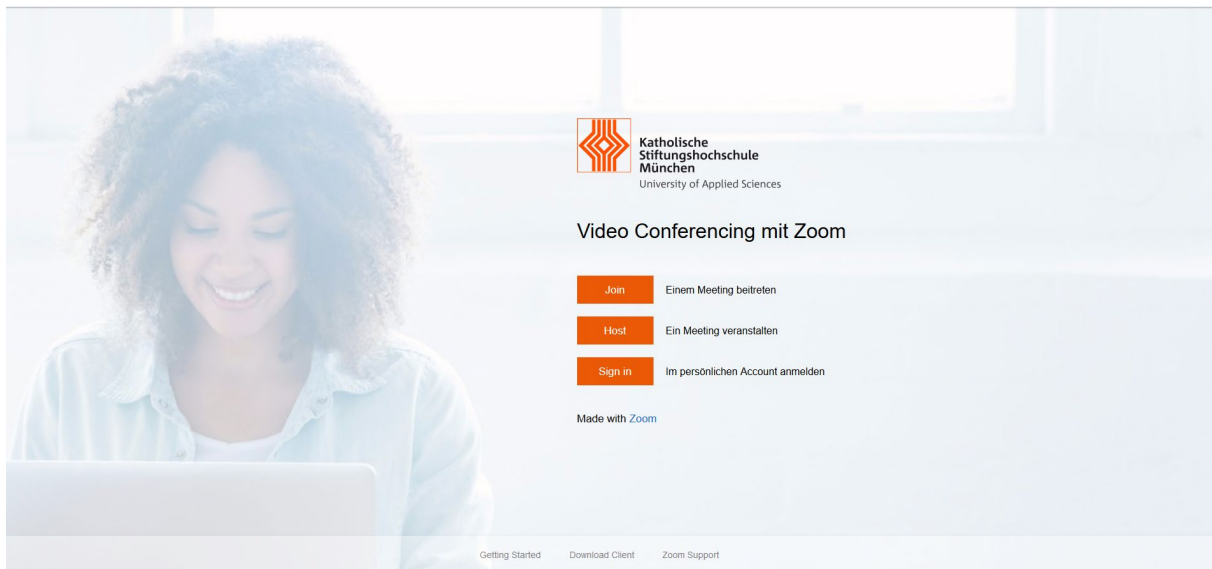 Katholische
Stiftungshochschule
München
University of Applied Sciences
Video Conferencing mit Zoom
Join Einem Meeting beitreten
Host Ein Meeting veranstalten
Sign in Im persönlichen Account anmelden
Made with Zoom
Getting Started Download Client Zoom Support